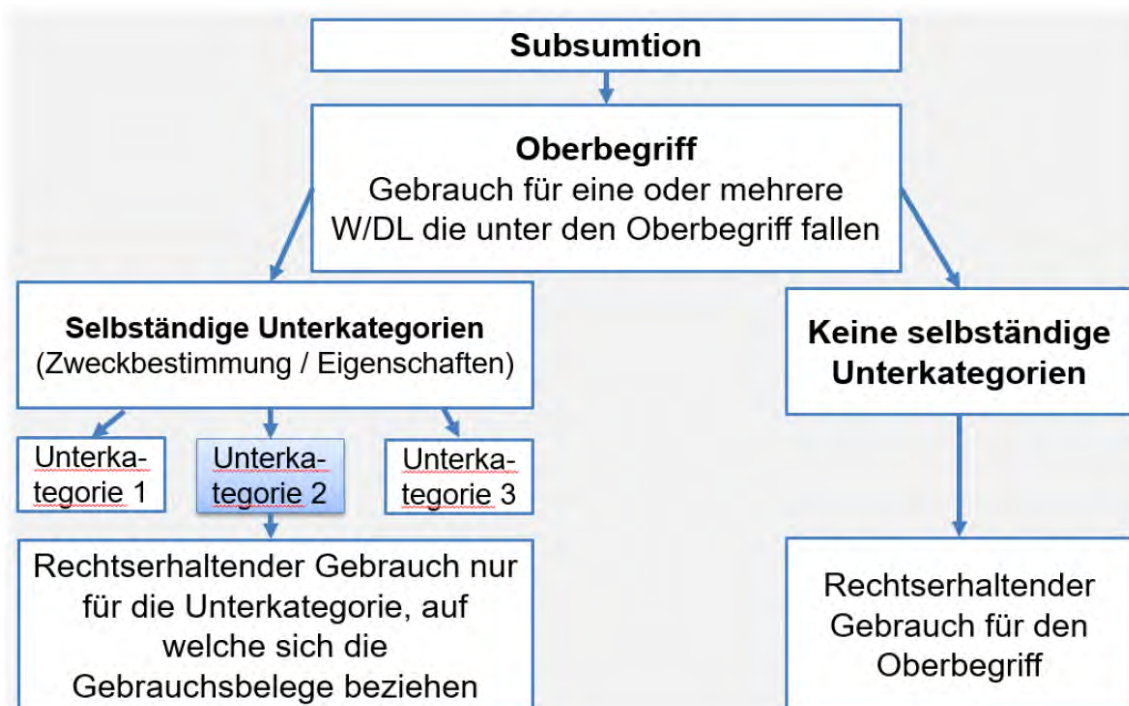 Subsumtion
Oberbegriff
Gebrauch für eine oder mehrere
W/DL die unter den Oberbegriff fallen
Selbständige Unterkategorien
(Zweckbestimmung / Eigenschaften)
Keine selbständige
Unterkategorien
Unterka-
tegorie 1
Unterka-
tegorie 2
Unterka-
tegorie 3
Rechtserhaltender Gebrauch nur
für die Unterkategorie, auf
welche sich die
Gebrauchsbelege beziehen
Rechtserhaltender
Gebrauch für den
Oberbegriff